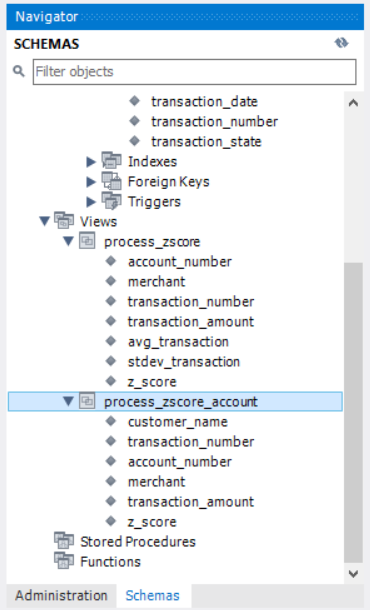 Navigator
SCHEMAS
Filter objects
transaction_date
transaction_number
transaction_state
Indexes
Foreign Keys
Triggers
Views
process_zscore
account_number
merchant
transaction_number
transaction_amount
avg_transaction
stdev_transaction
z_score
process_zscore_account
customer_name
transaction_number
account_number
merchant
transaction_amount
z_score
Stored Procedures
Functions
Administration Schemas